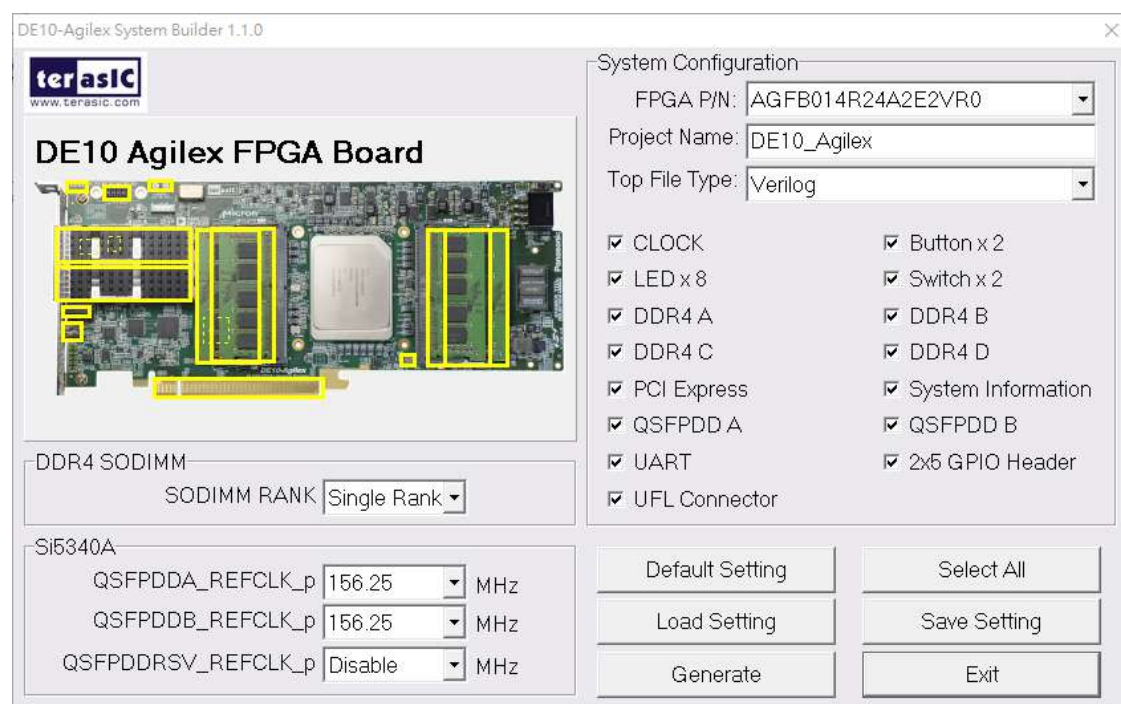 DE10-Agilex System Builder 1.1.0
terasIC
www.terasic.com
DE10 Agilex FPGA Board
Micron
Panasonic
DE10-Agilex
DDR4 SODIMM
SODIMM RANK Single Rank
Si5340A
QSFPDDA_REFCLK_p 156.25 MHz
QSFPDDB_REFCLK_p 156.25 MHz
QSFPDDRSV_REFCLK_p Disable MHz
System Configuration
FPGA P/N: AGFB014R24A2E2VR0
Project Name: DE10_Agilex
Top File Type: Verilog
CLOCK Button x 2
LED x 8 Switch x 2
DDR4 A DDR4 B
DDR4 C DDR4 D
PCI Express System Information
QSFPDD A QSFPDD B
UART 2x5 GPIO Header
UFL Connector
Default Setting Select All
Load Setting Save Setting
Generate Exit